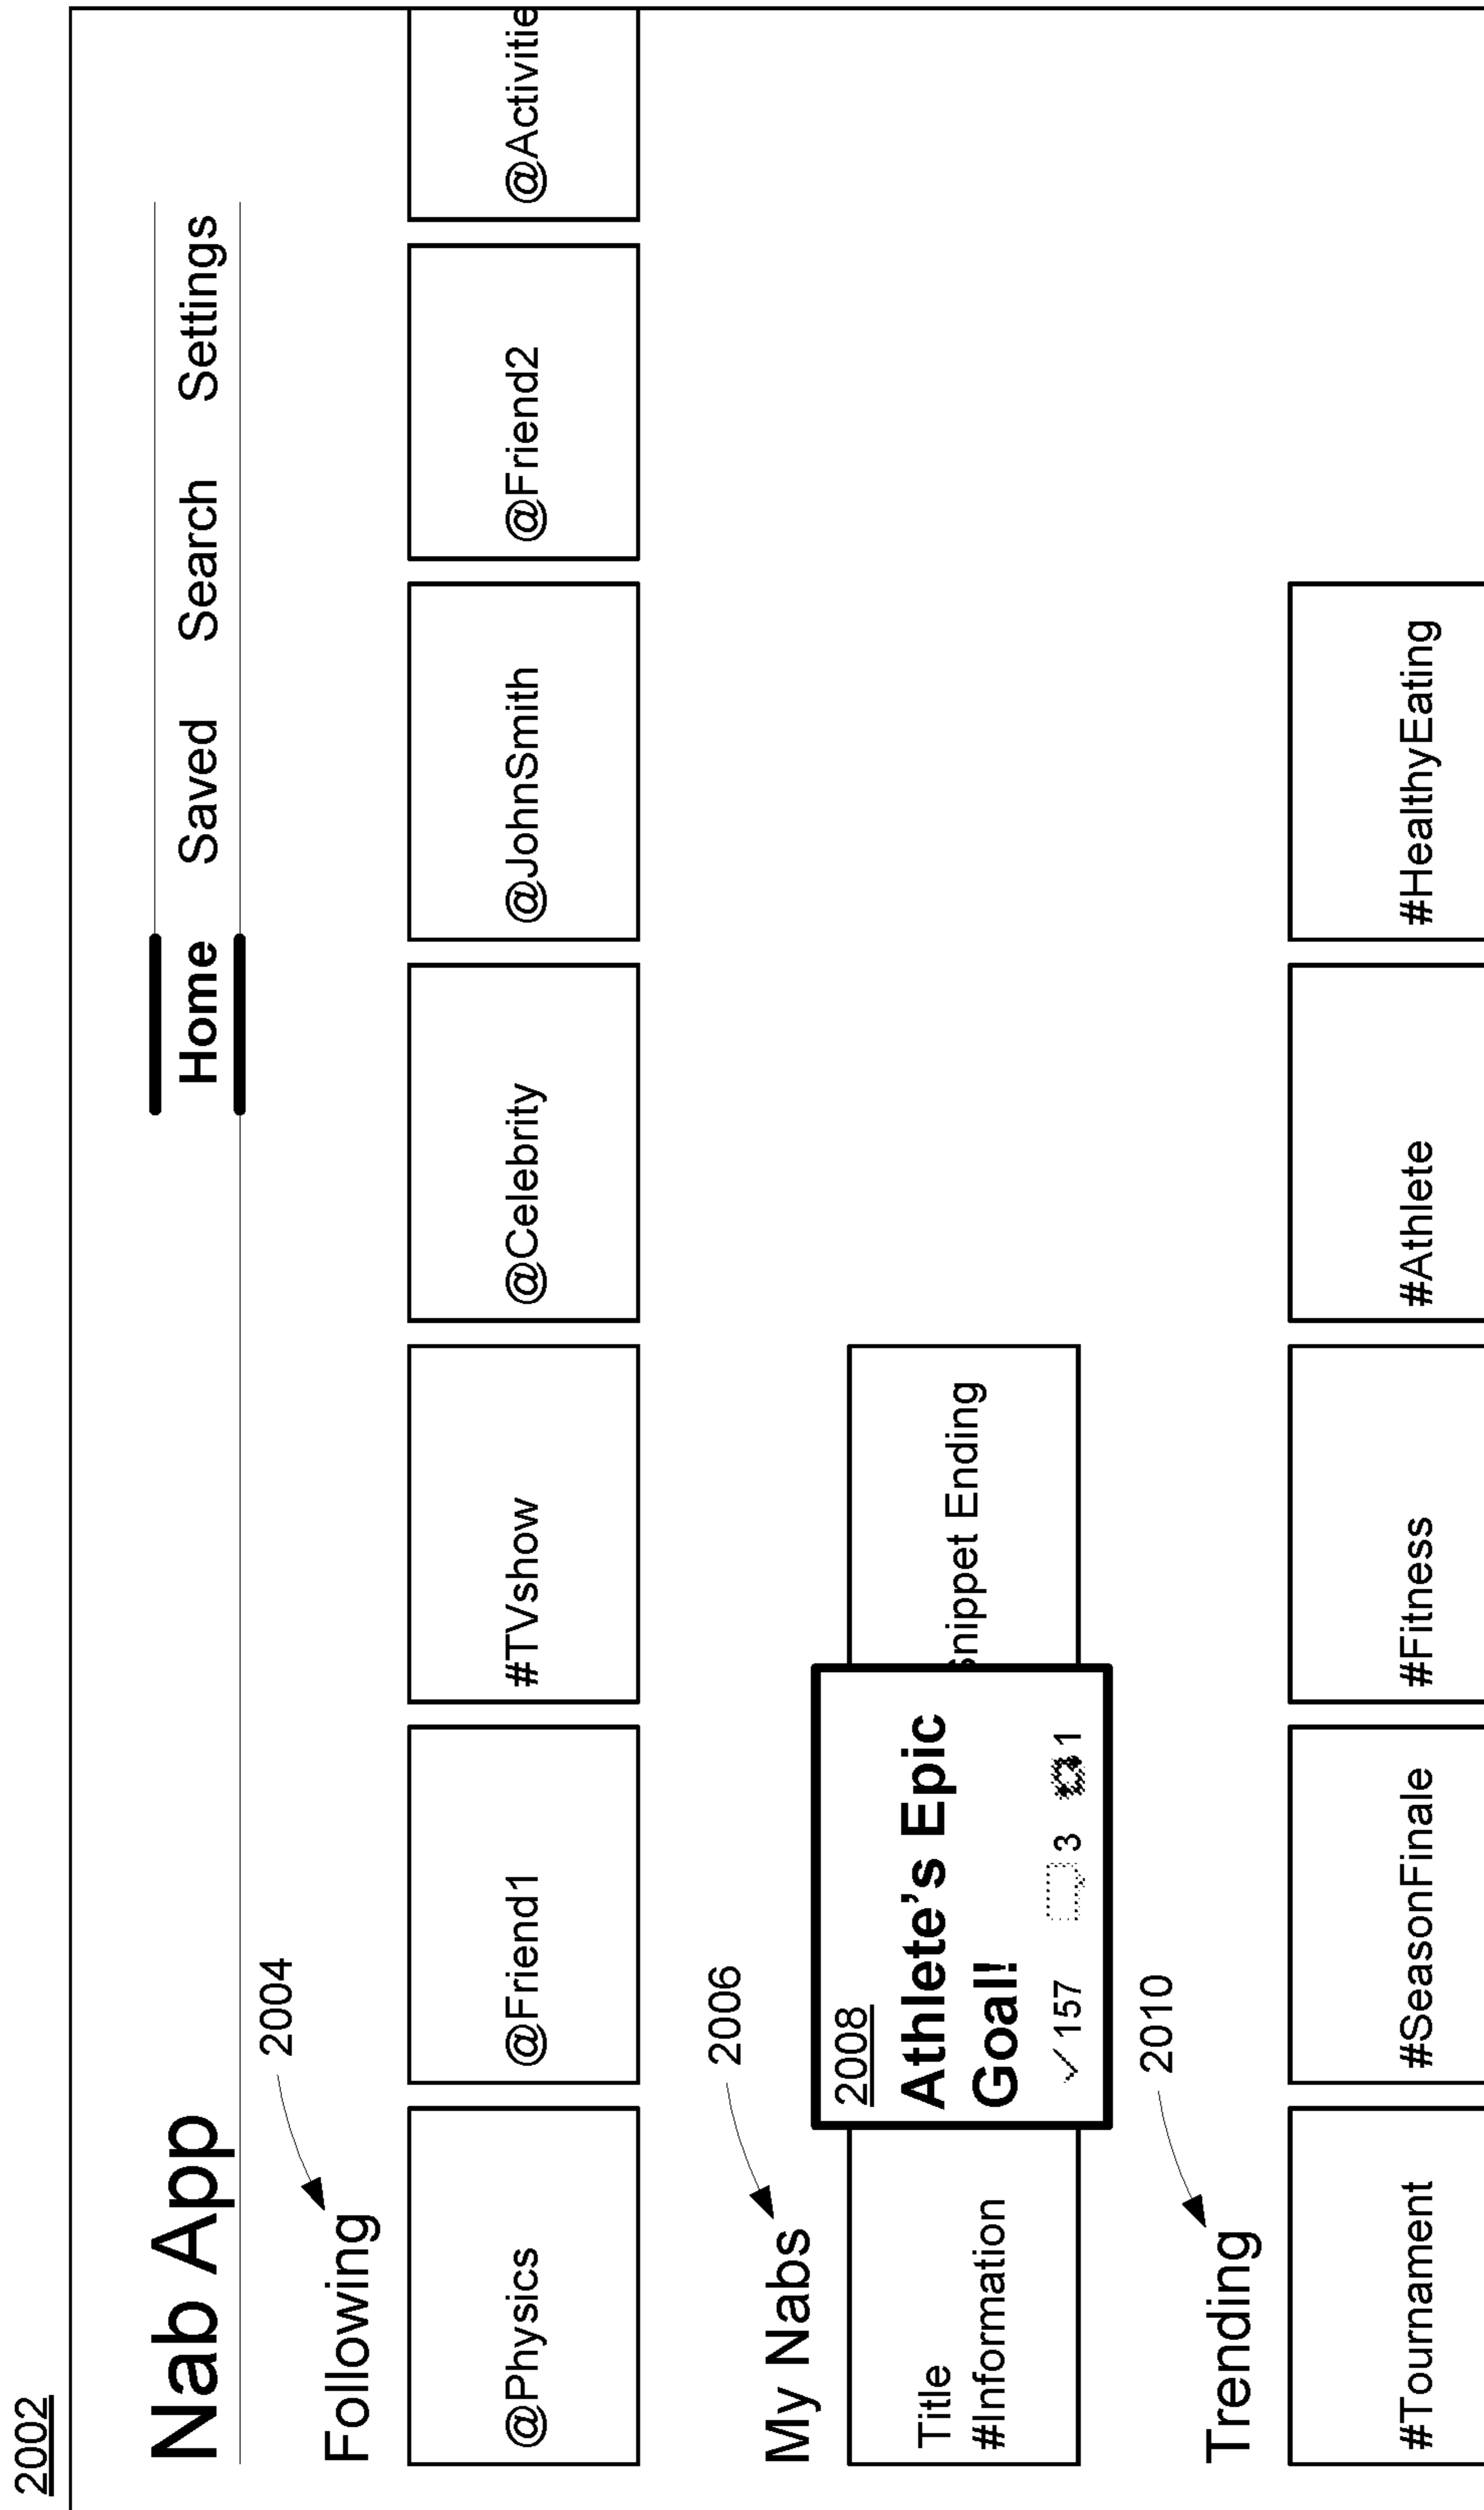 2002
Nab App Home Saved Search Settings
2004
Following
@Physics @Friend1 #TVshow @Celebrity @JohnSmith @Friend2 @Activitie
2006
My Nabs
Title
#Information
2008
Athlete's Epic
Goal!
✓157 3 1
Snippet Ending
2010
Trending
#Tournament #SeasonFinale #Fitness #Athlete #HealthyEating